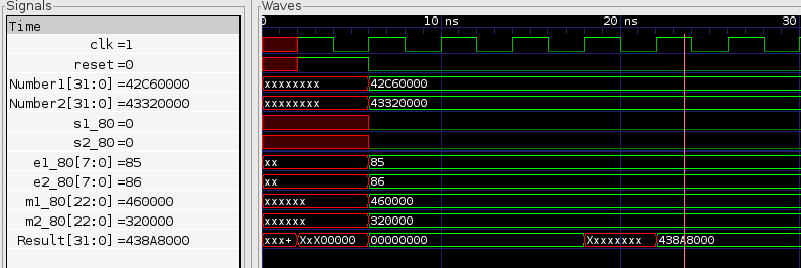 Signals
Waves
Time
0 10 ns 20 ns 30
clk =1
reset =0
Number1[31:0] =42C60000 xxxxxxxx 42C60000
Number2[31:0] =43320000 xxxxxxxx 43320000
s1_80 =0
s2_80 =0
e1_80[7:0] =85 xx 85
e2_80[7:0] =86 xx 86
m1_80[22:0] =460000 xxxxxx 460000
m2_80[22:0] =320000 xxxxxx 320000
Result[31:0] =438A8000 xxx+ XxX00000 00000000 Xxxxxxxx 438A8000